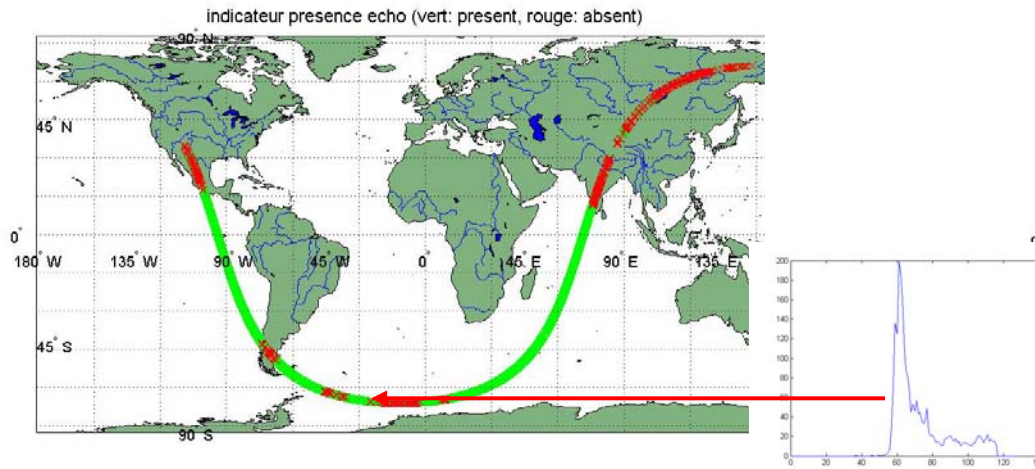 indicateur presence echo (vert: present, rouge: absent)
90° N
45° N
0°
180° W 135° W 90° W 45° W 0° 45° E 90° E 135° E
45° S
90° S
200
180
160
140
120
100
80
60
40
20
0
0 20 40 60 80 100 120